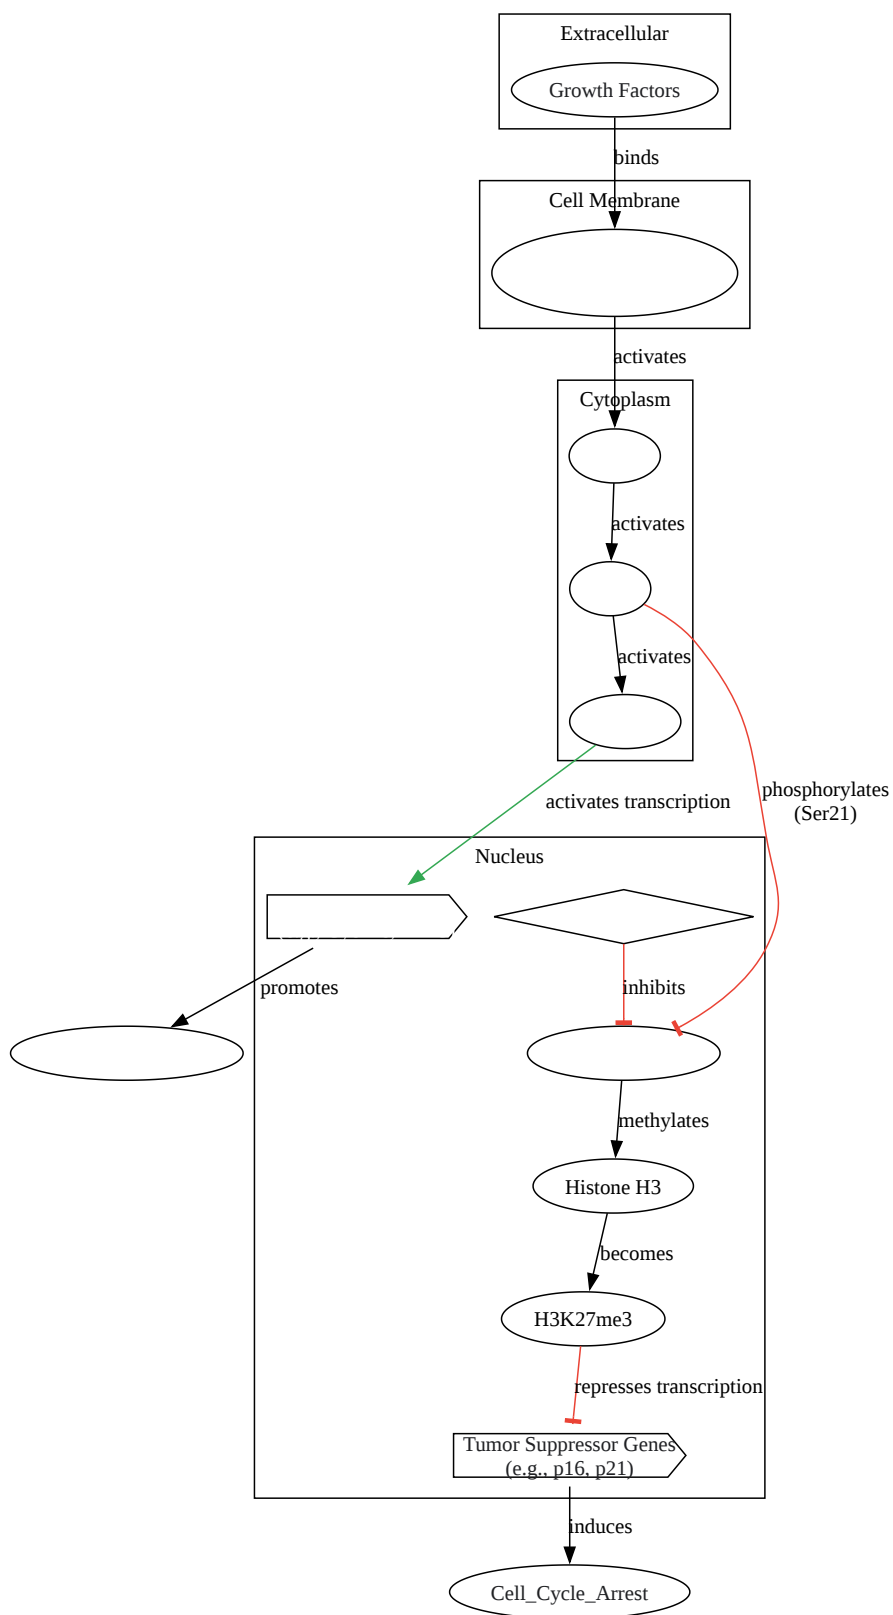 Extracellular
Growth Factors
binds
Cell Membrane
activates
Cytoplasm
activates
activates
activates transcription
phosphorylates
(Ser21)
Nucleus
promotes
inhibits
methylates
Histone H3
becomes
H3K27me3
represses transcription
Tumor Suppressor Genes
(e.g., p16, p21)
induces
Cell_Cycle_Arrest